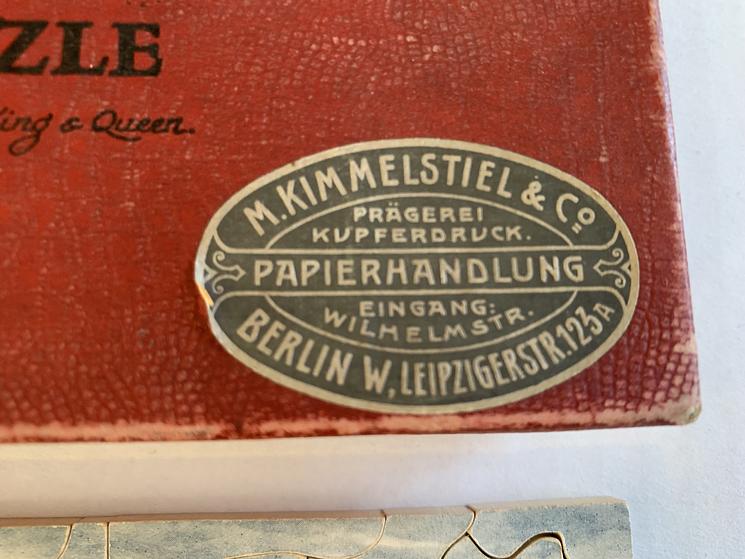 ZLE
ing & Queen.
M. KIMMELSTIEL & Co
PRÄGEREI
KUPFERDRUCK.
PAPIERHANDLUNG
EINGANG:
WILHELMSTR.
BERLIN W, LEIPZIGERSTR. 123A